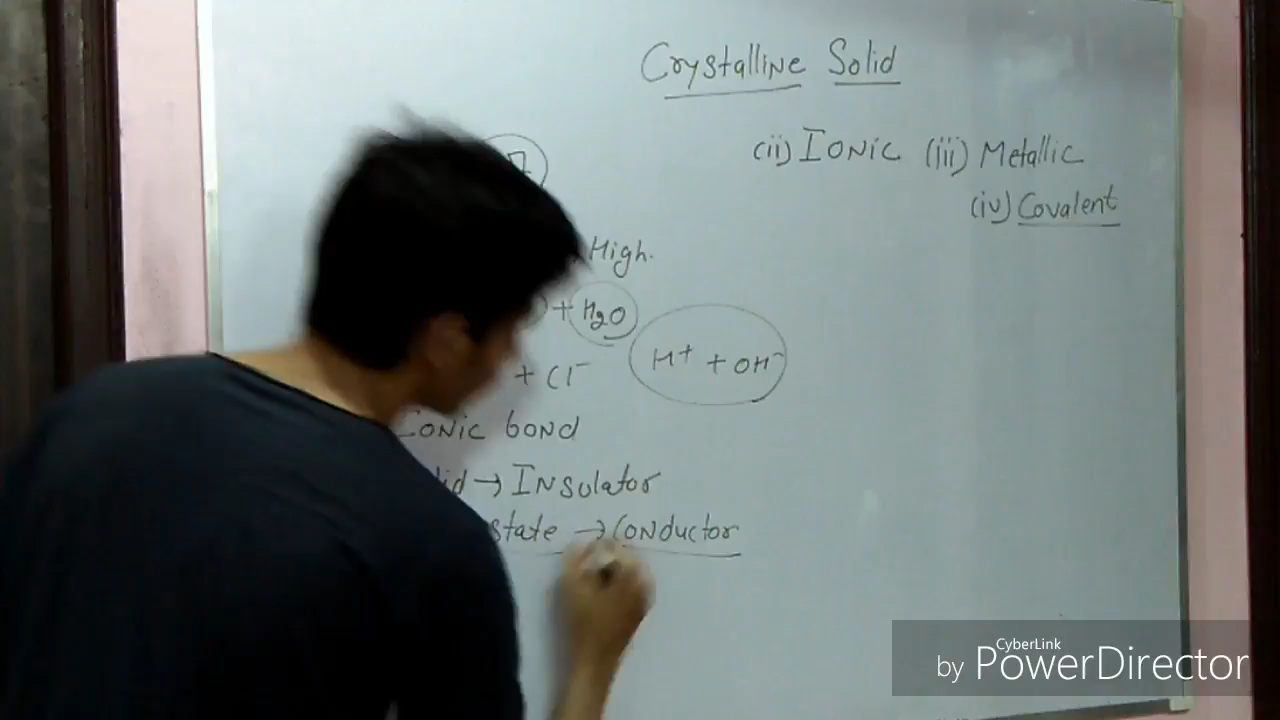 Crystalline Solid
(ii) Ionic (iii) Metallic
(iv) Covalent
High.
+ H2O
H+ + OH-
+ Cl-
Ionic bond
→ Insulator
state → Conductor
CyberLink
by PowerDirector